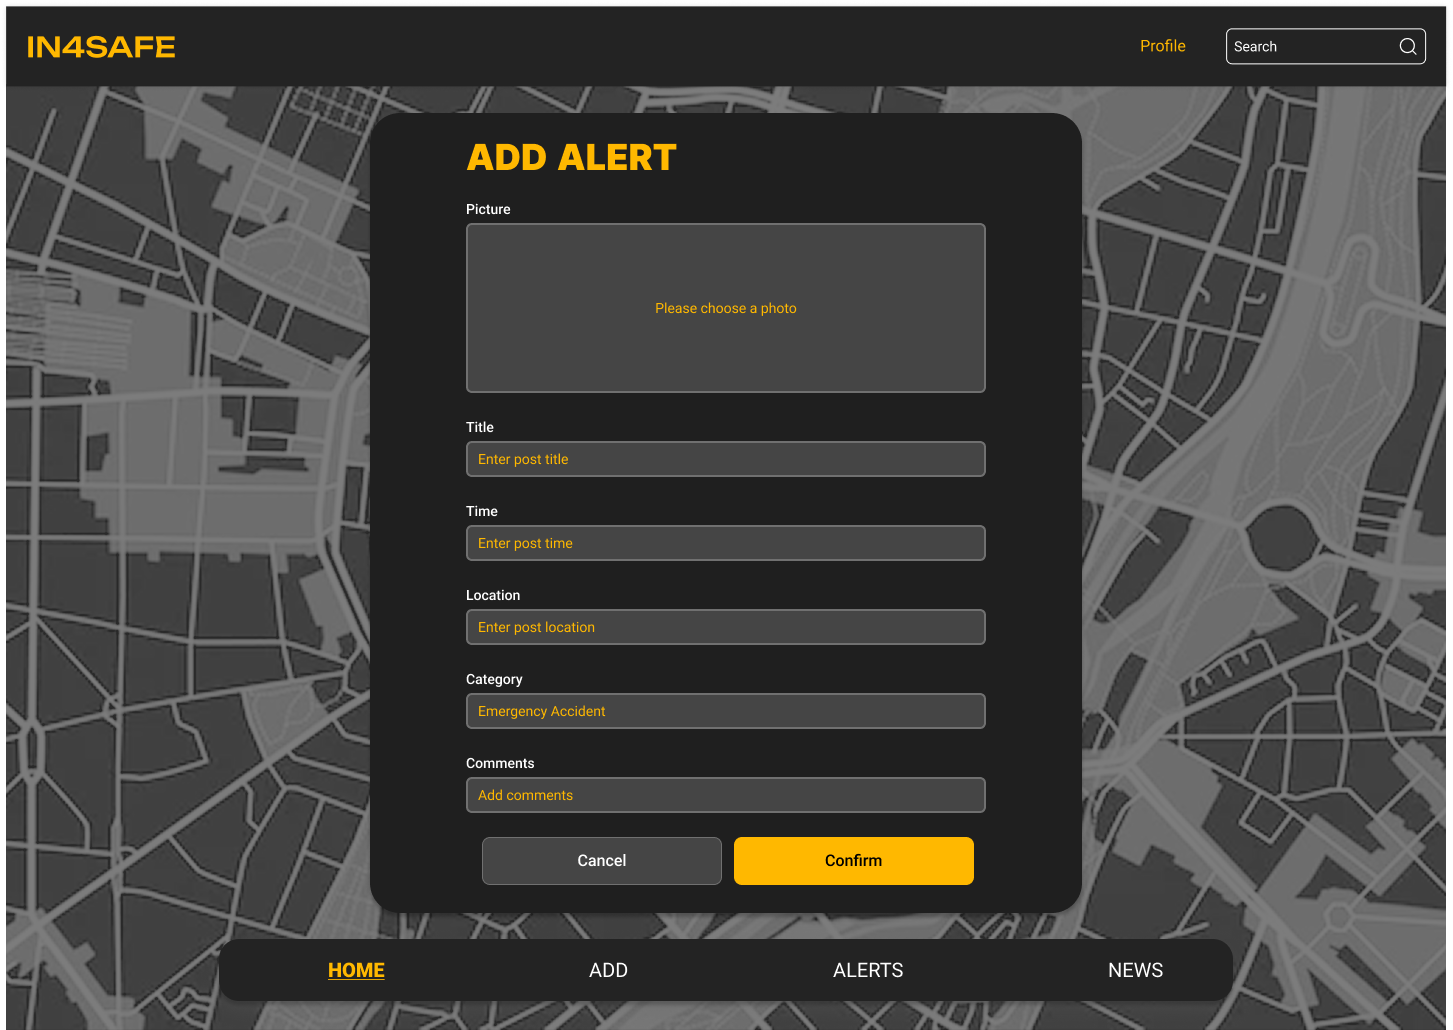 IN4SAFE
Profile
Search
ADD ALERT
Picture
Please choose a photo
Title
Enter post title
Time
Enter post time
Location
Enter post location
Category
Emergency Accident
Comments
Add comments
Cancel
Confirm
HOME
ADD
ALERTS
NEWS